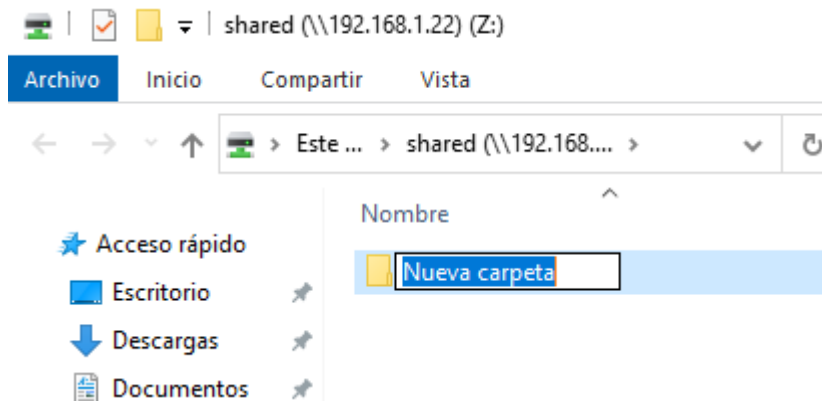 shared (\\192.168.1.22) (Z:)
Archivo Inicio Compartir Vista
Este ... > shared (\\192.168.... >
Nombre
Acceso rápido
Nueva carpeta
Escritorio
Descargas
Documentos